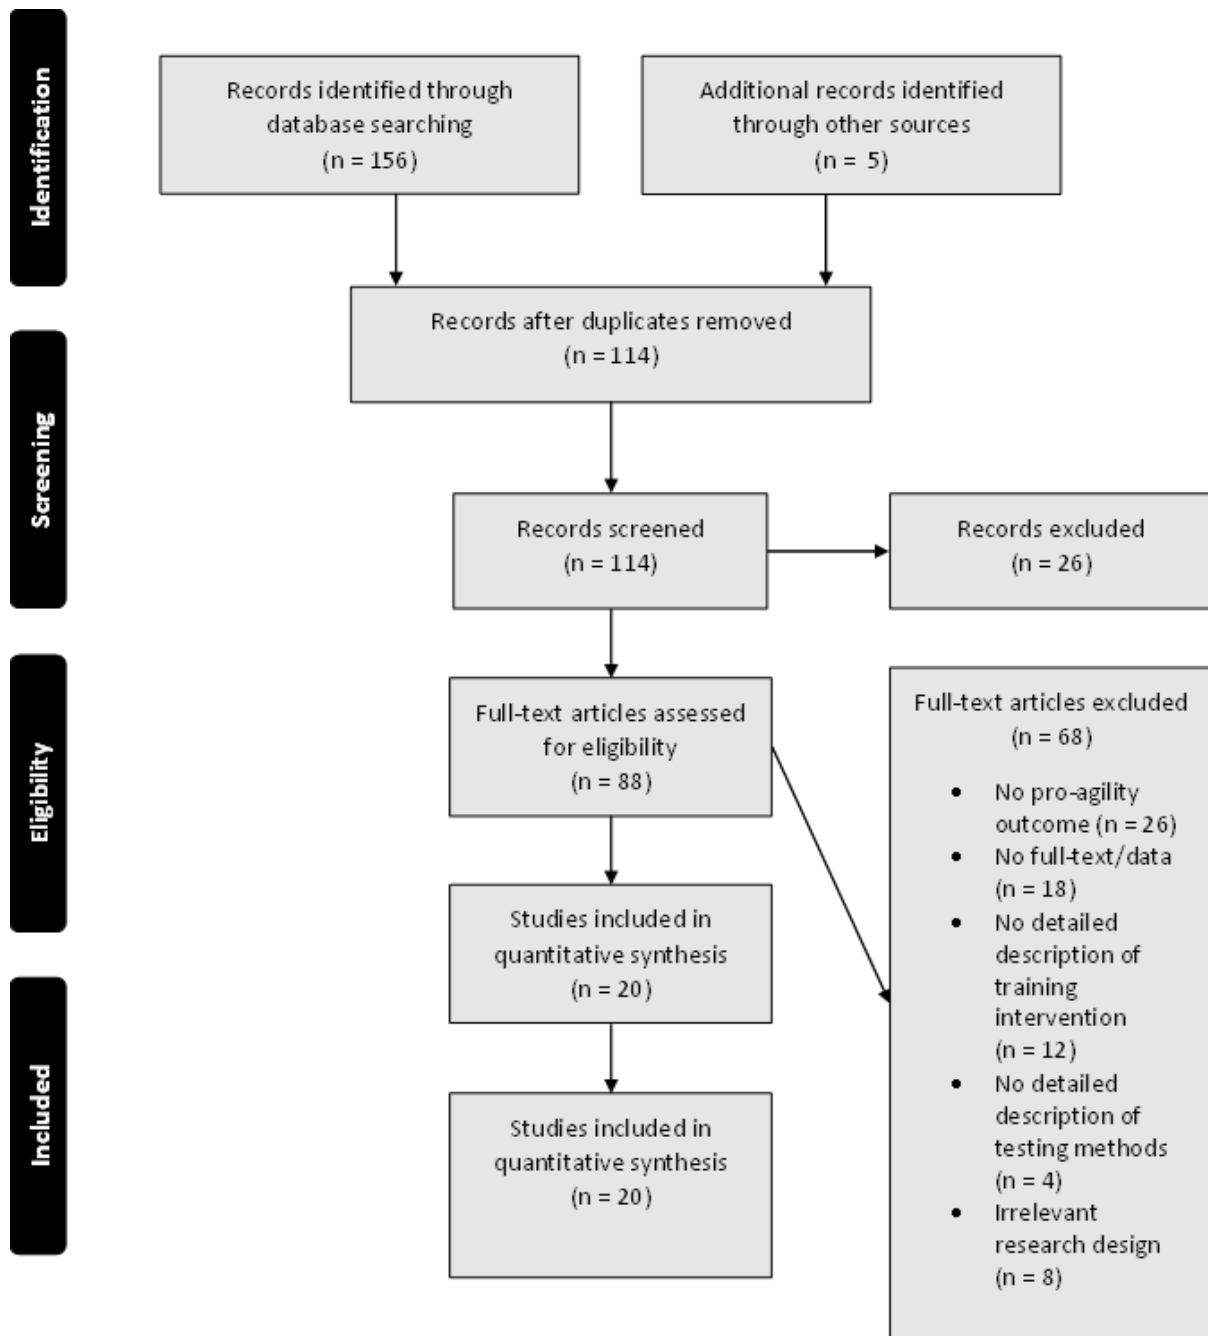 Identification
Records identified through
database searching
(n = 156)
Additional records identified
through other sources
(n = 5)
Records after duplicates removed
(n = 114)
Screening
Records screened
(n = 114)
Records excluded
(n = 26)
Eligibility
Full-text articles assessed
for eligibility
(n = 88)
Full-text articles excluded
(n = 68)
• No pro-agility
outcome (n = 26)
• No full-text/data
(n = 18)
• No detailed
description of
training
intervention
(n = 12)
• No detailed
description of
testing methods
(n = 4)
• Irrelevant
research design
(n = 8)
Studies included in
quantitative synthesis
(n = 20)
Included
Studies included in
quantitative synthesis
(n = 20)